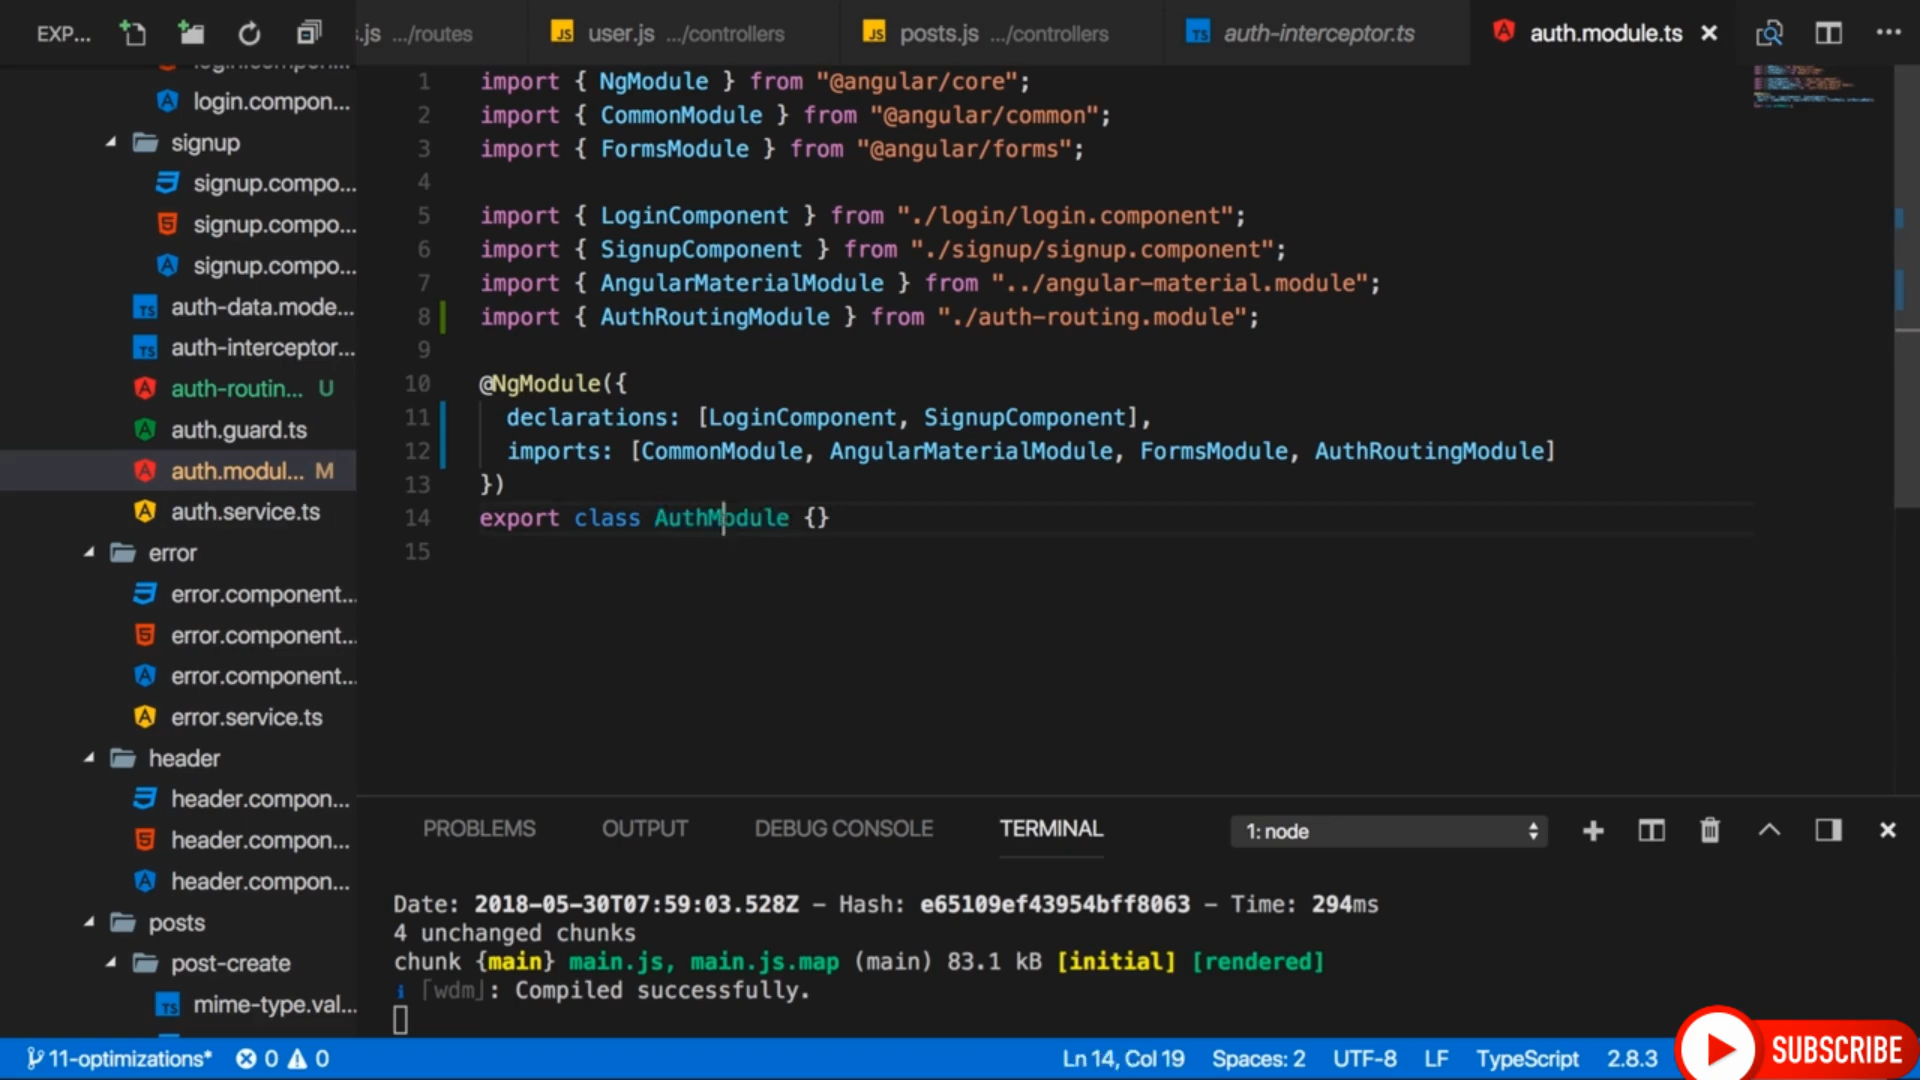 EXP...
.js .../routes
user.js .../controllers
posts.js .../controllers
auth-interceptor.ts
auth.module.ts
login.compon...
signup
signup.compo...
signup.compo...
signup.compo...
auth-data.mode...
auth-interceptor...
auth-routin... U
auth.guard.ts
auth.modul... M
auth.service.ts
error
error.component...
error.component...
error.component...
error.service.ts
header
header.compon...
header.compon...
header.compon...
posts
post-create
mime-type.val...
1 import { NgModule } from "@angular/core";
2 import { CommonModule } from "@angular/common";
3 import { FormsModule } from "@angular/forms";
4
5 import { LoginComponent } from "./login/login.component";
6 import { SignupComponent } from "./signup/signup.component";
7 import { AngularMaterialModule } from "../angular-material.module";
8 import { AuthRoutingModule } from "./auth-routing.module";
9
10 @NgModule({
11 declarations: [LoginComponent, SignupComponent],
12 imports: [CommonModule, AngularMaterialModule, FormsModule, AuthRoutingModule]
13 })
14 export class AuthModule {}
15
PROBLEMS OUTPUT DEBUG CONSOLE TERMINAL 1: node
Date: 2018-05-30T07:59:03.528Z - Hash: e65109ef43954bff8063 - Time: 294ms
4 unchanged chunks
chunk {main} main.js, main.js.map (main) 83.1 kB [initial] [rendered]
i ｢wdm｣: Compiled successfully.
11-optimizations* 0 0 Ln 14, Col 19 Spaces: 2 UTF-8 LF TypeScript 2.8.3
SUBSCRIBE